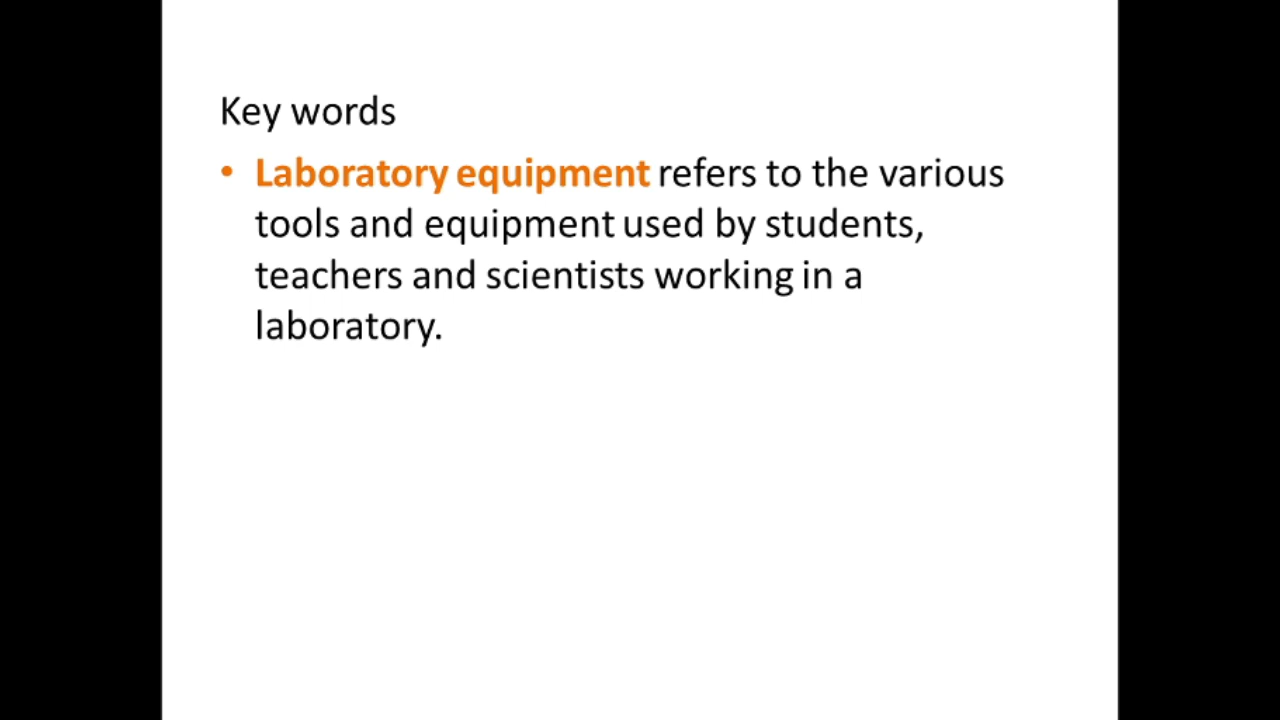 Key words
• Laboratory equipment refers to the various
tools and equipment used by students,
teachers and scientists working in a
laboratory.